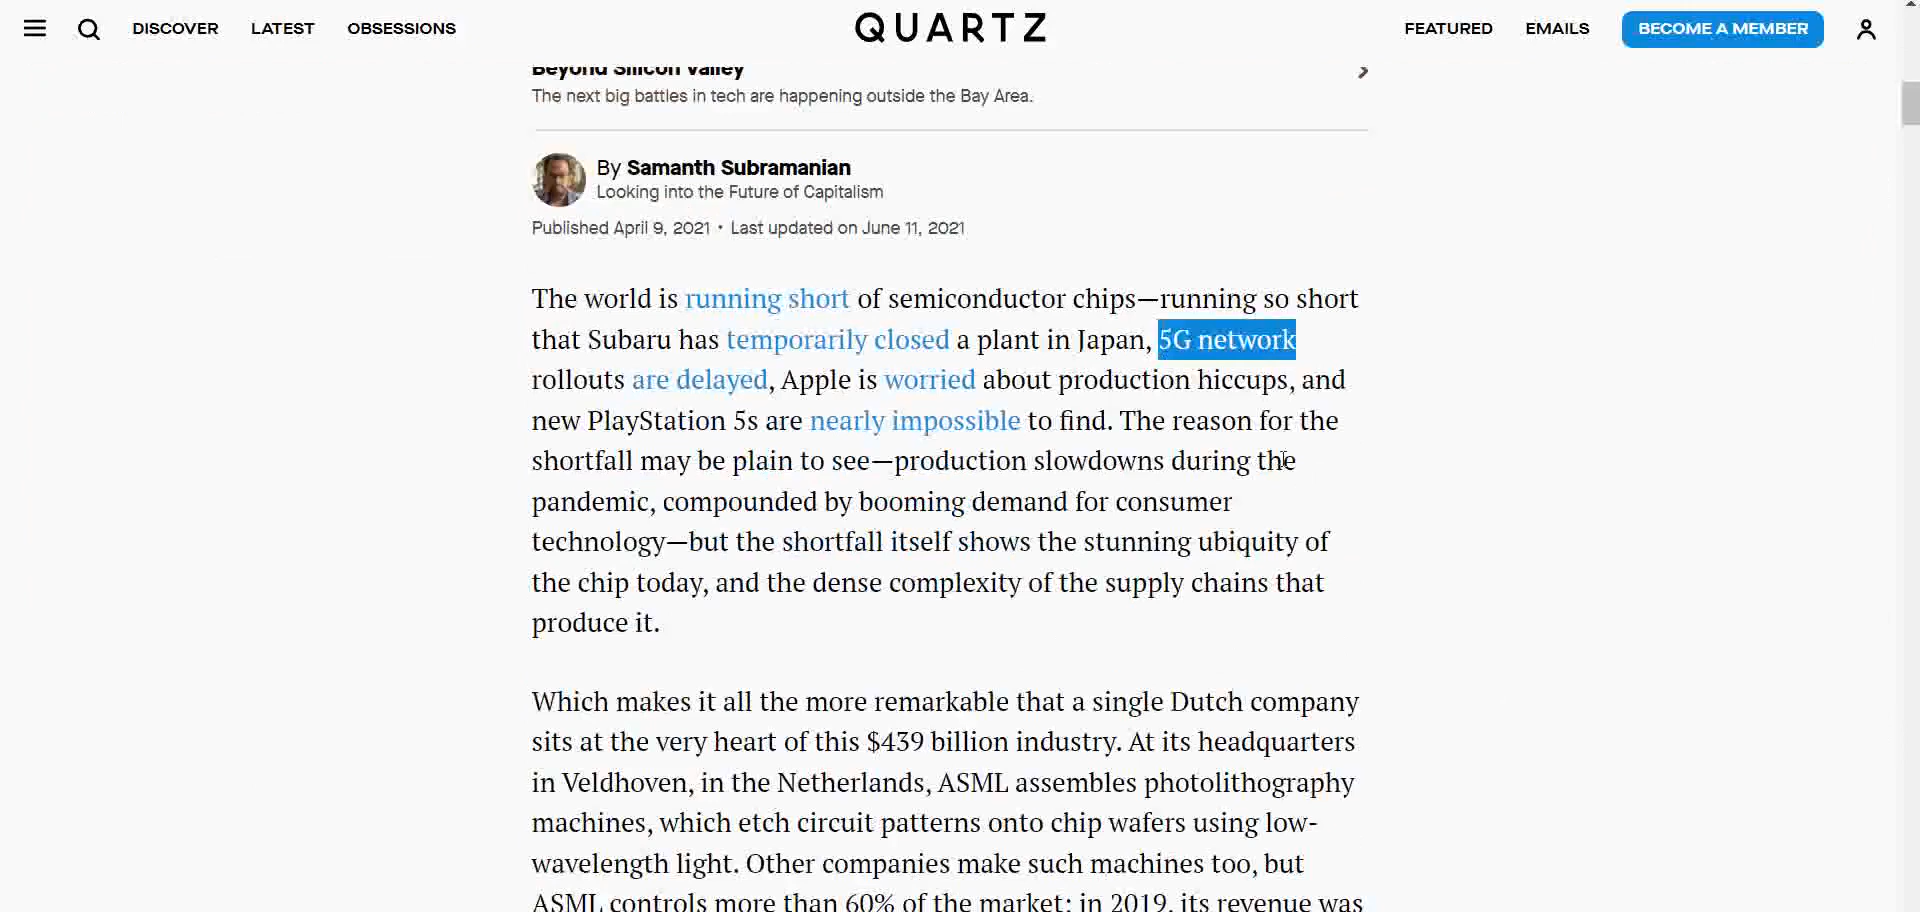 DISCOVER LATEST OBSESSIONS QUARTZ FEATURED EMAILS BECOME A MEMBER
Beyond Silicon Valley
The next big battles in tech are happening outside the Bay Area.
By Samanth Subramanian
Looking into the Future of Capitalism
Published April 9, 2021 • Last updated on June 11, 2021
The world is running short of semiconductor chips—running so short
that Subaru has temporarily closed a plant in Japan, 5G network
rollouts are delayed, Apple is worried about production hiccups, and
new PlayStation 5s are nearly impossible to find. The reason for the
shortfall may be plain to see—production slowdowns during the
pandemic, compounded by booming demand for consumer
technology—but the shortfall itself shows the stunning ubiquity of
the chip today, and the dense complexity of the supply chains that
produce it.
Which makes it all the more remarkable that a single Dutch company
sits at the very heart of this $439 billion industry. At its headquarters
in Veldhoven, in the Netherlands, ASML assembles photolithography
machines, which etch circuit patterns onto chip wafers using low-
wavelength light. Other companies make such machines too, but
ASML controls more than 60% of the market; in 2019, its revenue was